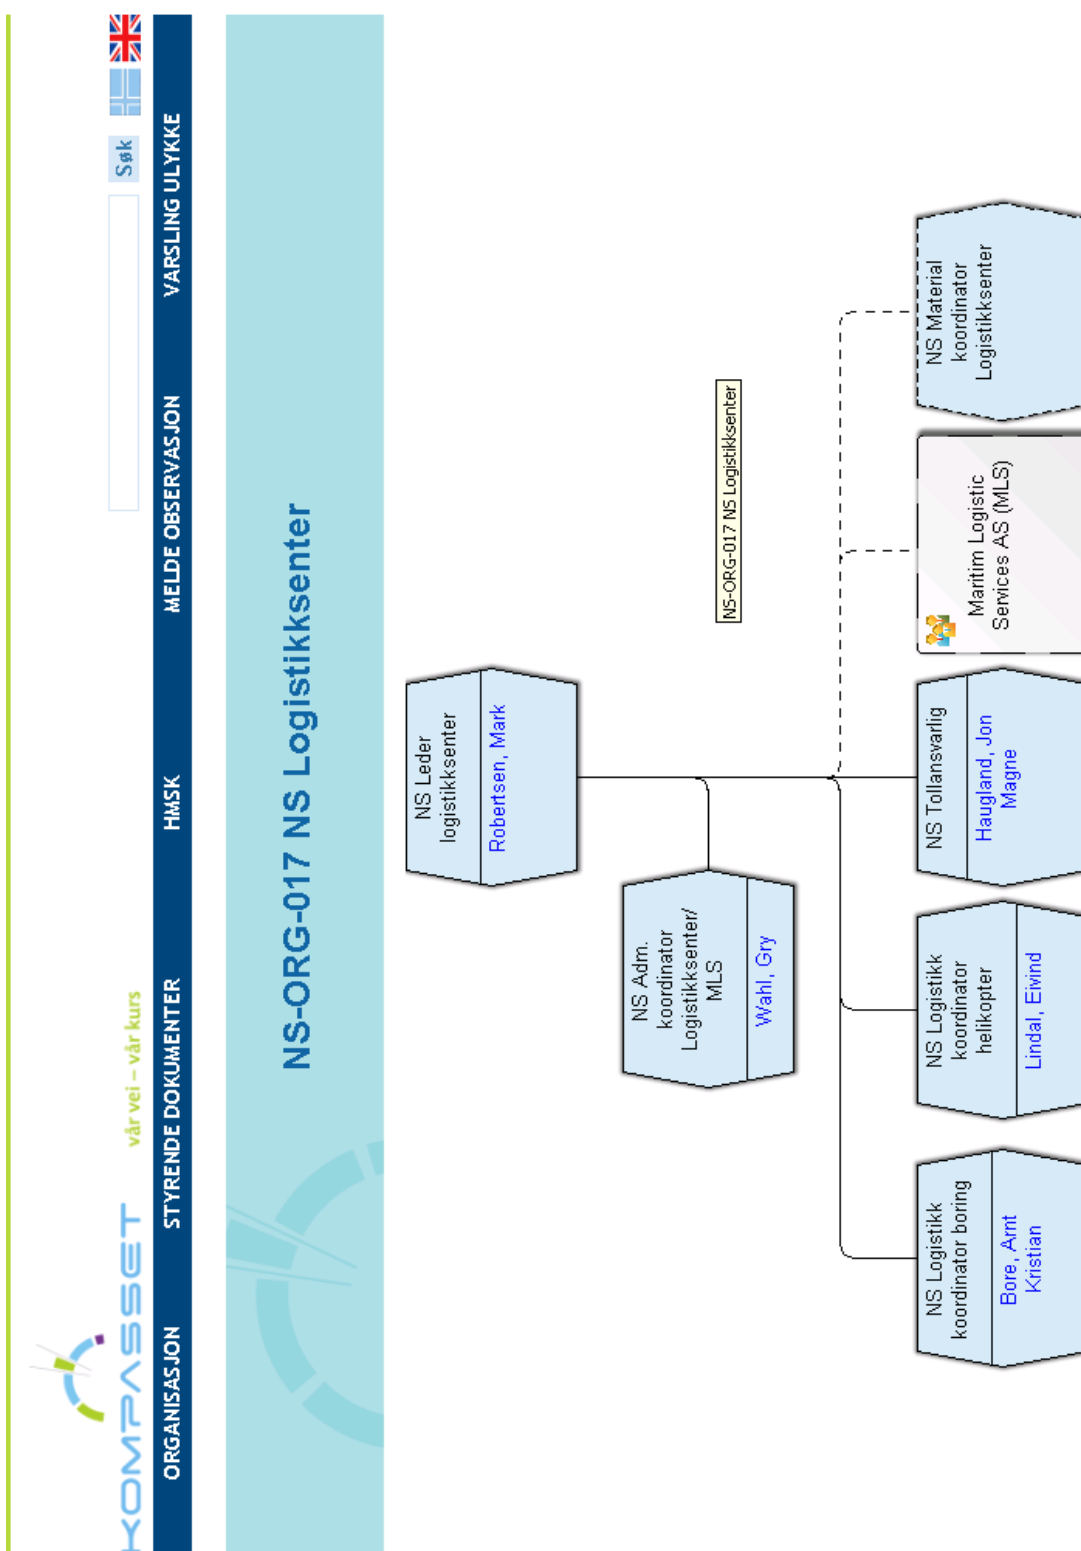 KOMPASSET
vår vei – vår kurs
Søk
ORGANISASJON
STYRENDE DOKUMENTER
HMSK
MELDE OBSERVASJON
VARSLING ULYKKE
NS-ORG-017 NS Logistikksenter
NS Leder
logistikksenter
Robertsen, Mark
NS Adm.
koordinator
Logistikksenter/
MLS
Wahl, Gry
NS-ORG-017 NS Logistikksenter
NS Logistikk
koordinator boring
Bore, Arnt
Kristian
NS Logistikk
koordinator
helikopter
Lindal, Eivind
NS Tollansvarlig
Haugland, Jon
Magne
Maritim Logistic
Services AS (MLS)
NS Material
koordinator
Logistikksenter